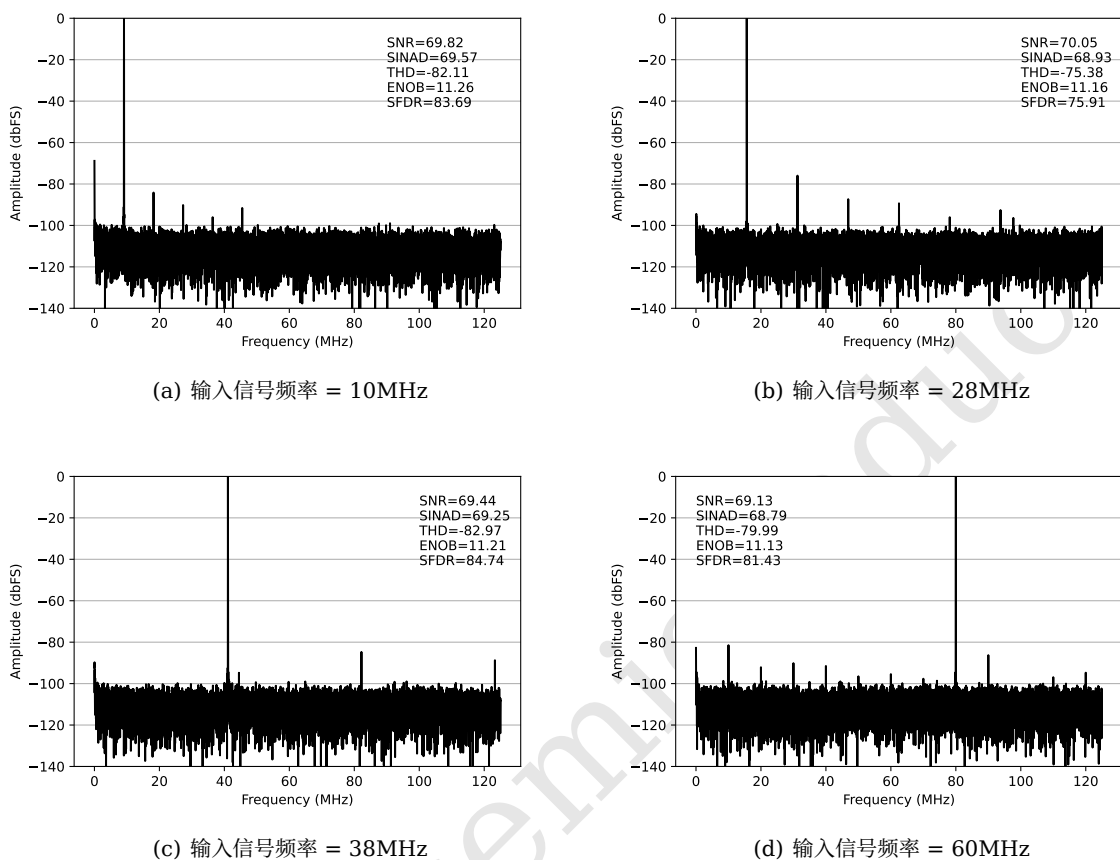 0
−20
−40
−60
−80
−100
−120
−140
Amplitude (dbFS)
SNR=69.82
SINAD=69.57
THD=-82.11
ENOB=11.26
SFDR=83.69
0 20 40 60 80 100 120
Frequency (MHz)
(a) 输入信号频率 = 10MHz
0
−20
−40
−60
−80
−100
−120
−140
Amplitude (dbFS)
SNR=70.05
SINAD=68.93
THD=-75.38
ENOB=11.16
SFDR=75.91
0 20 40 60 80 100 120
Frequency (MHz)
(b) 输入信号频率 = 28MHz
0
−20
−40
−60
−80
−100
−120
−140
Amplitude (dbFS)
SNR=69.44
SINAD=69.25
THD=-82.97
ENOB=11.21
SFDR=84.74
0 20 40 60 80 100 120
Frequency (MHz)
(c) 输入信号频率 = 38MHz
0
−20
−40
−60
−80
−100
−120
−140
Amplitude (dbFS)
SNR=69.13
SINAD=68.79
THD=-79.99
ENOB=11.13
SFDR=81.43
0 20 40 60 80 100 120
Frequency (MHz)
(d) 输入信号频率 = 60MHz